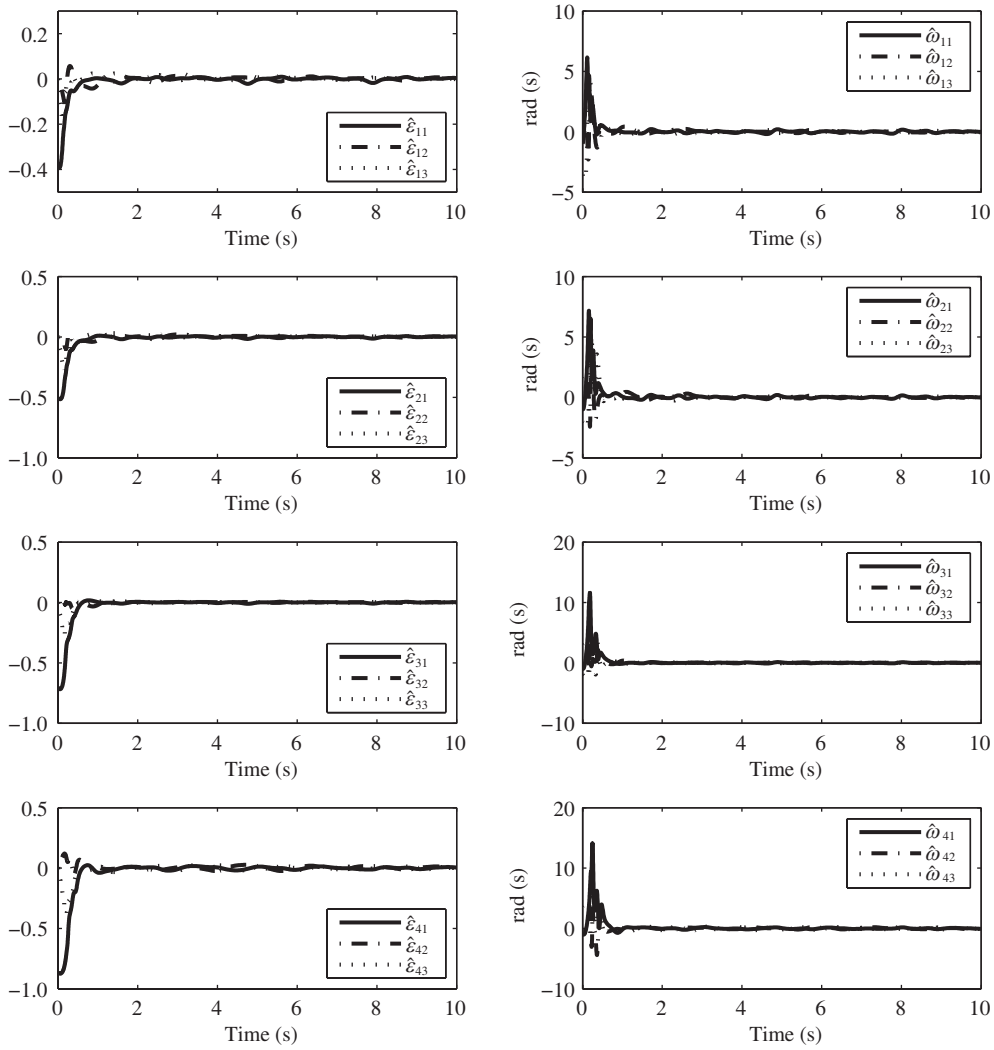 0.2
0
−0.2
−0.4
0 2 4 6 8 10
Time (s)
ε̂11
ε̂12
ε̂13
10
5
0
−5
rad (s)
0 2 4 6 8 10
Time (s)
ω̂11
ω̂12
ω̂13
0.5
0
−0.5
−1.0
0 2 4 6 8 10
Time (s)
ε̂21
ε̂22
ε̂23
10
5
0
−5
rad (s)
0 2 4 6 8 10
Time (s)
ω̂21
ω̂22
ω̂23
0.5
0
−0.5
−1.0
0 2 4 6 8 10
Time (s)
ε̂31
ε̂32
ε̂33
20
10
0
−10
rad (s)
0 2 4 6 8 10
Time (s)
ω̂31
ω̂32
ω̂33
0.5
0
−0.5
−1.0
0 2 4 6 8 10
Time (s)
ε̂41
ε̂42
ε̂43
20
10
0
−10
rad (s)
0 2 4 6 8 10
Time (s)
ω̂41
ω̂42
ω̂43